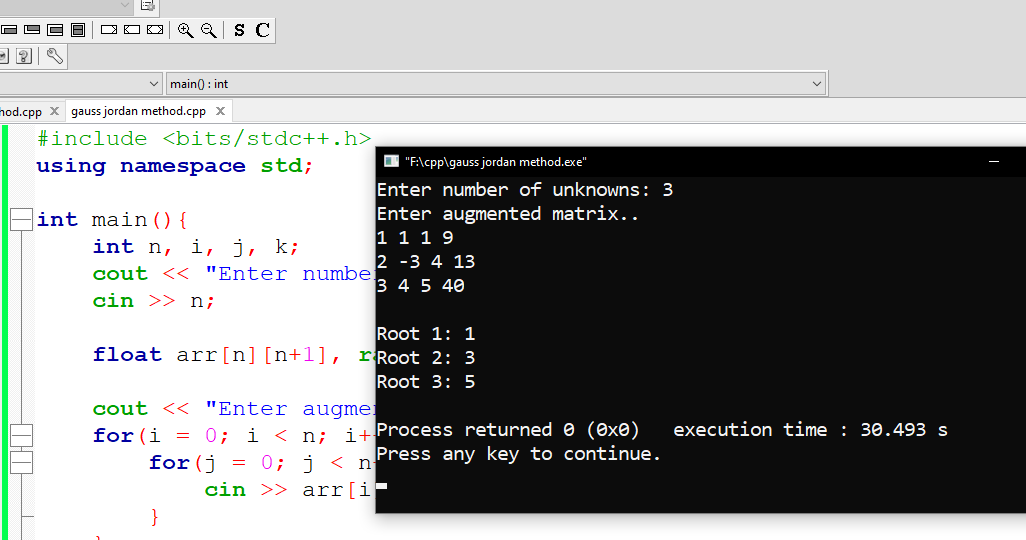 S C
main() : int
hod.cpp X gauss jordan method.cpp X
#include <bits/stdc++.h>
using namespace std;
int main(){
int n, i, j, k;
cout << "Enter number
cin >> n;
float arr[n][n+1], ra
cout << "Enter augme
for(i = 0; i < n; i+
for(j = 0; j < n
cin >> arr[i
}
"F:\cpp\gauss jordan method.exe"
Enter number of unknowns: 3
Enter augmented matrix..
1 1 1 9
2 -3 4 13
3 4 5 40
Root 1: 1
Root 2: 3
Root 3: 5
Process returned 0 (0x0) execution time : 30.493 s
Press any key to continue.